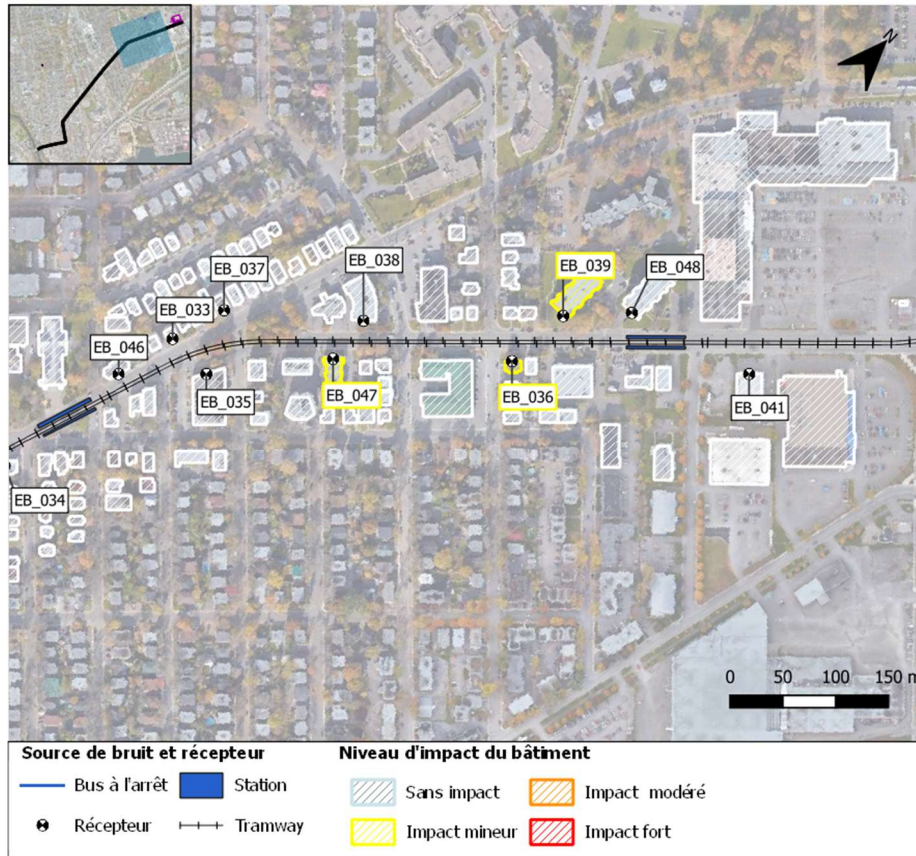 N
EB_037
EB_038
EB_039
EB_048
EB_033
EB_046
EB_035
EB_047
EB_036
EB_041
EB_034
0 50 100 150 m
Source de bruit et récepteur
Bus à l'arrêt Station
Récepteur Tramway
Niveau d'impact du bâtiment
Sans impact Impact modéré
Impact mineur Impact fort